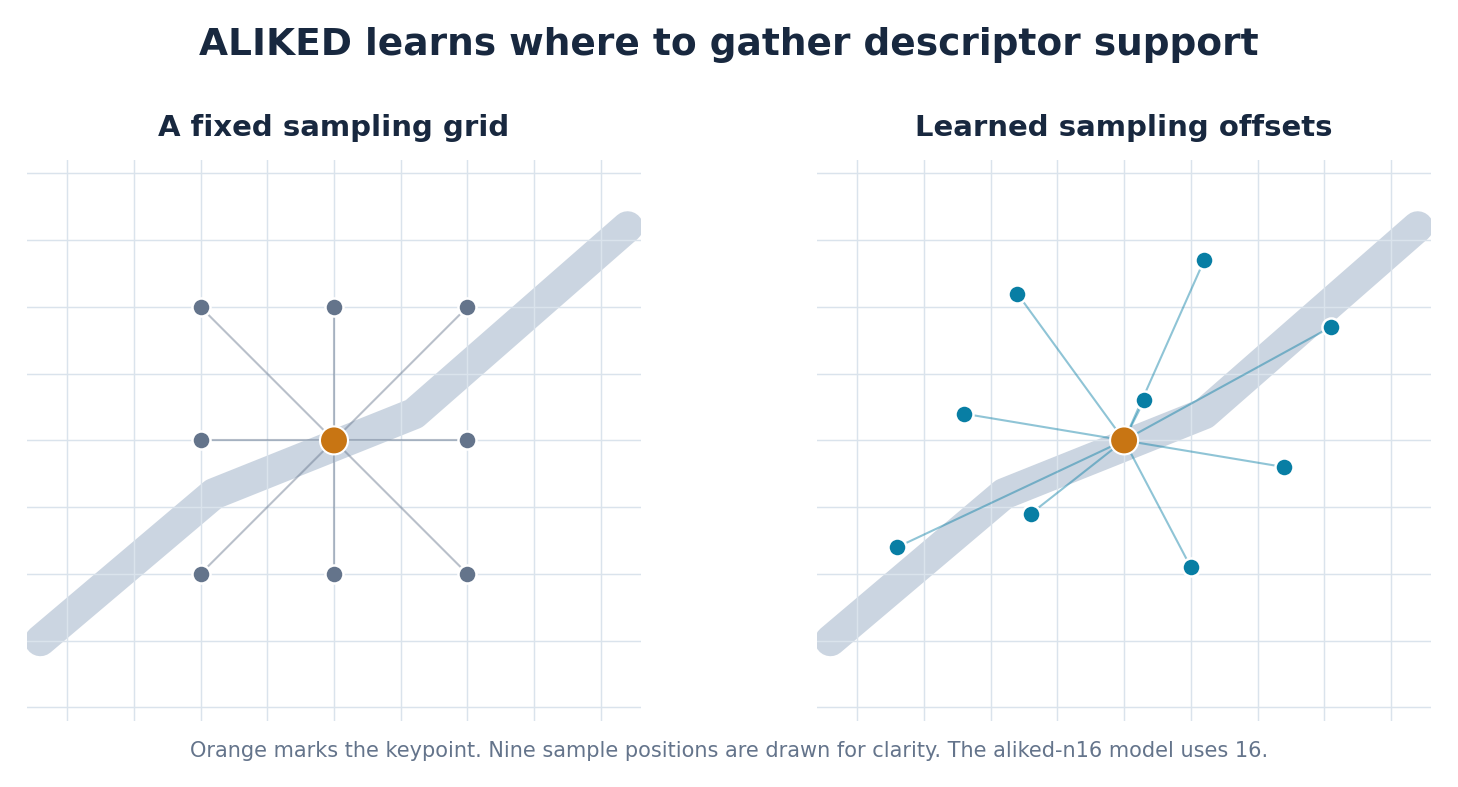 ALIKED learns where to gather descriptor support
A fixed sampling grid
Learned sampling offsets
Orange marks the keypoint. Nine sample positions are drawn for clarity. The aliked-n16 model uses 16.